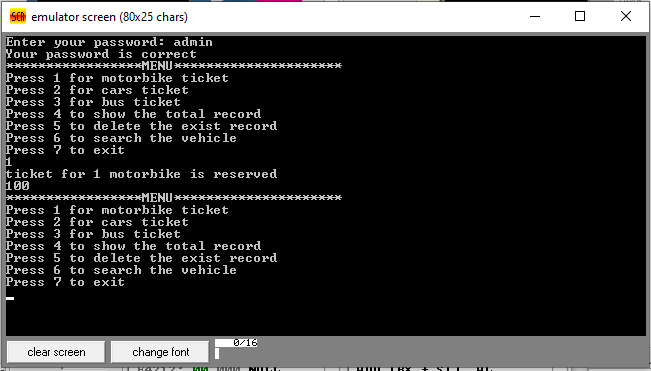 SCR emulator screen (80x25 chars)
Enter your password: admin
Your password is correct
*****************MENU*********************
Press 1 for motorbike ticket
Press 2 for cars ticket
Press 3 for bus ticket
Press 4 to show the total record
Press 5 to delete the exist record
Press 6 to search the vehicle
Press 7 to exit
1
ticket for 1 motorbike is reserved
100
*****************MENU*********************
Press 1 for motorbike ticket
Press 2 for cars ticket
Press 3 for bus ticket
Press 4 to show the total record
Press 5 to delete the exist record
Press 6 to search the vehicle
Press 7 to exit
clear screen
change font
0/16